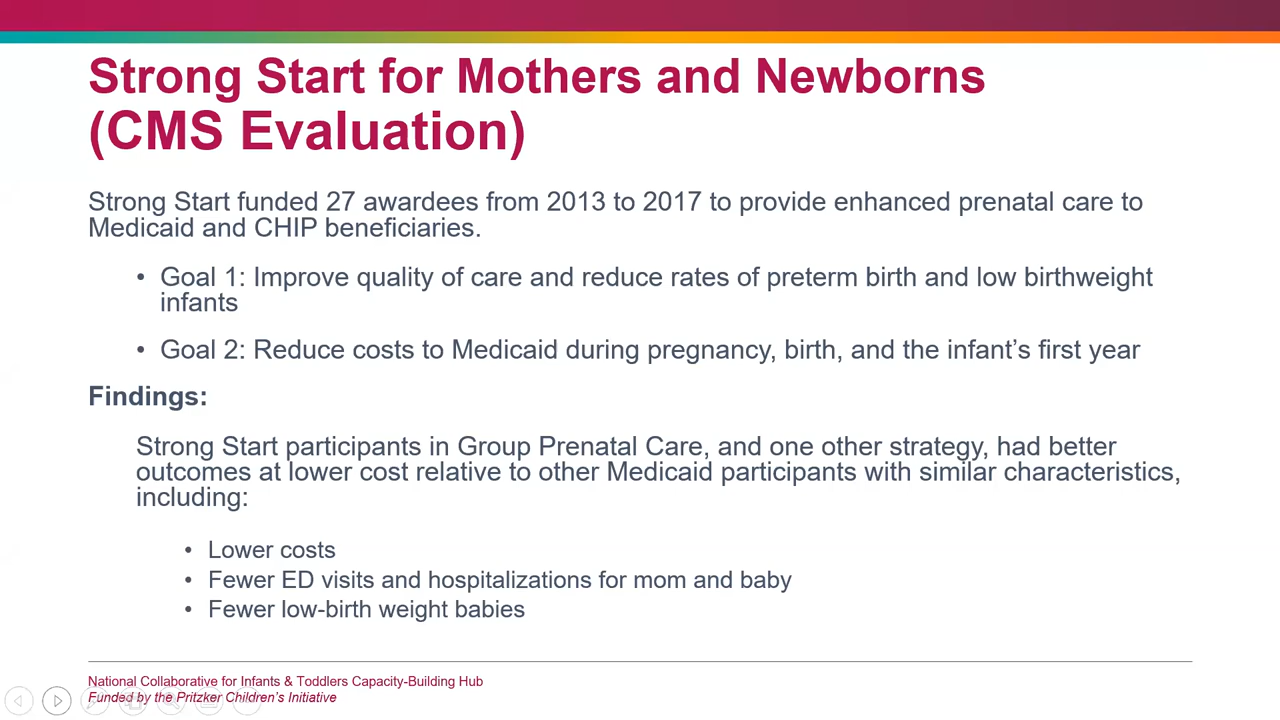 Strong Start for Mothers and Newborns
(CMS Evaluation)
Strong Start funded 27 awardees from 2013 to 2017 to provide enhanced prenatal care to
Medicaid and CHIP beneficiaries.
• Goal 1: Improve quality of care and reduce rates of preterm birth and low birthweight
infants
• Goal 2: Reduce costs to Medicaid during pregnancy, birth, and the infant’s first year
Findings:
Strong Start participants in Group Prenatal Care, and one other strategy, had better
outcomes at lower cost relative to other Medicaid participants with similar characteristics,
including:
• Lower costs
• Fewer ED visits and hospitalizations for mom and baby
• Fewer low-birth weight babies
National Collaborative for Infants & Toddlers Capacity-Building Hub
Funded by the Pritzker Children’s Initiative